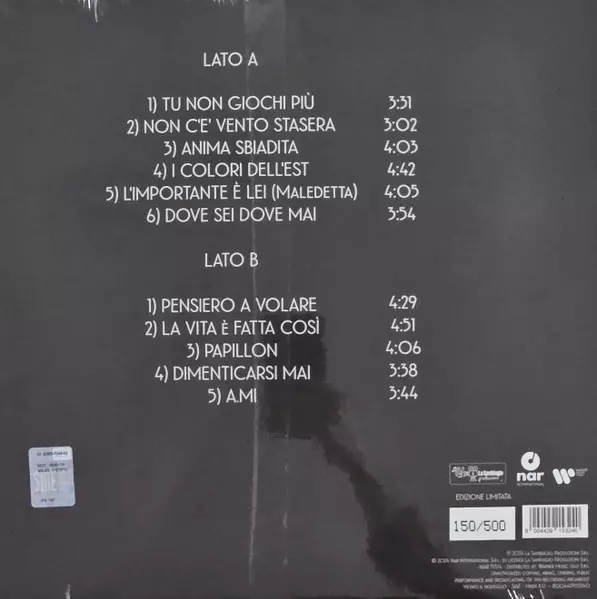 LATO A
1) TU NON GIOCHI PIÙ 3:31
2) NON C'E' VENTO STASERA 3:02
3) ANIMA SBIADITA 4:03
4) I COLORI DELL'EST 4:42
5) L'IMPORTANTE È LEI (MALEDETTA) 4:05
6) DOVE SEI DOVE MAI 3:54
LATO B
1) PENSIERO A VOLARE 4:29
2) LA VITA È FATTA COSÌ 4:51
3) PAPILLON 4:06
4) DIMENTICARSI MAI 3:38
5) A.MI 3:44
nar
INTERNATIONAL
EDIZIONE LIMITATA
150/500